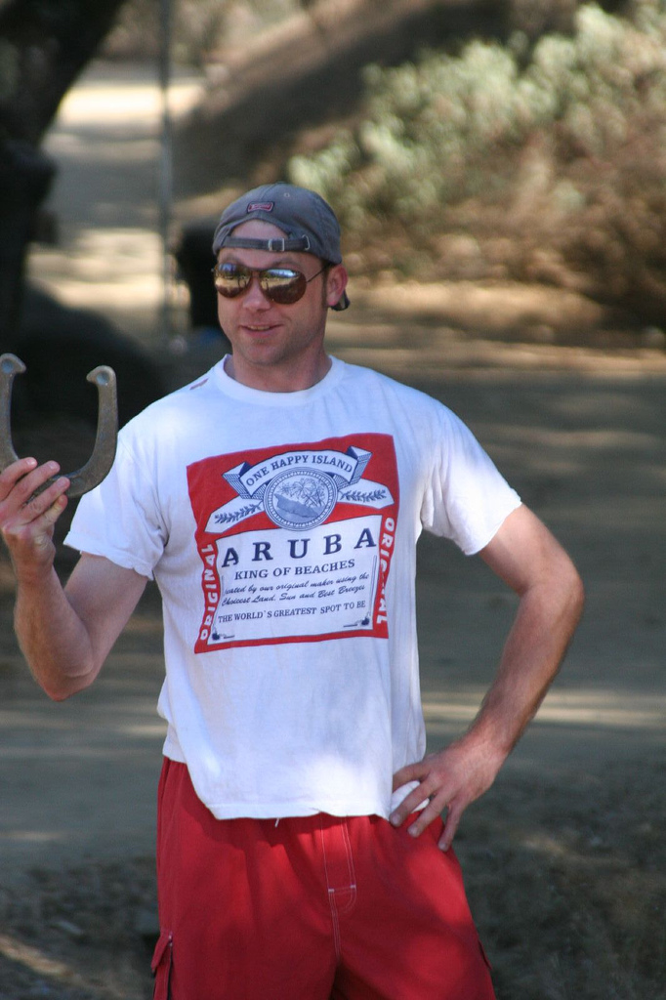 ONE HAPPY ISLAND
ARUBA
KING OF BEACHES
eated by our original maker using the
Choicest Land, Sun and Best Breezes
THE WORLD'S GREATEST SPOT TO BE
ORIGINAL
ORIGINAL